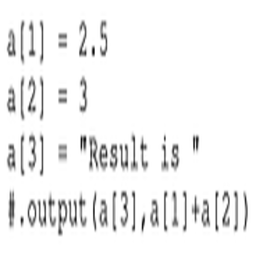 a[1] = 2.5
a[2] = 3
a[3] = "Result is "
#.output(a[3],a[1]+a[2])